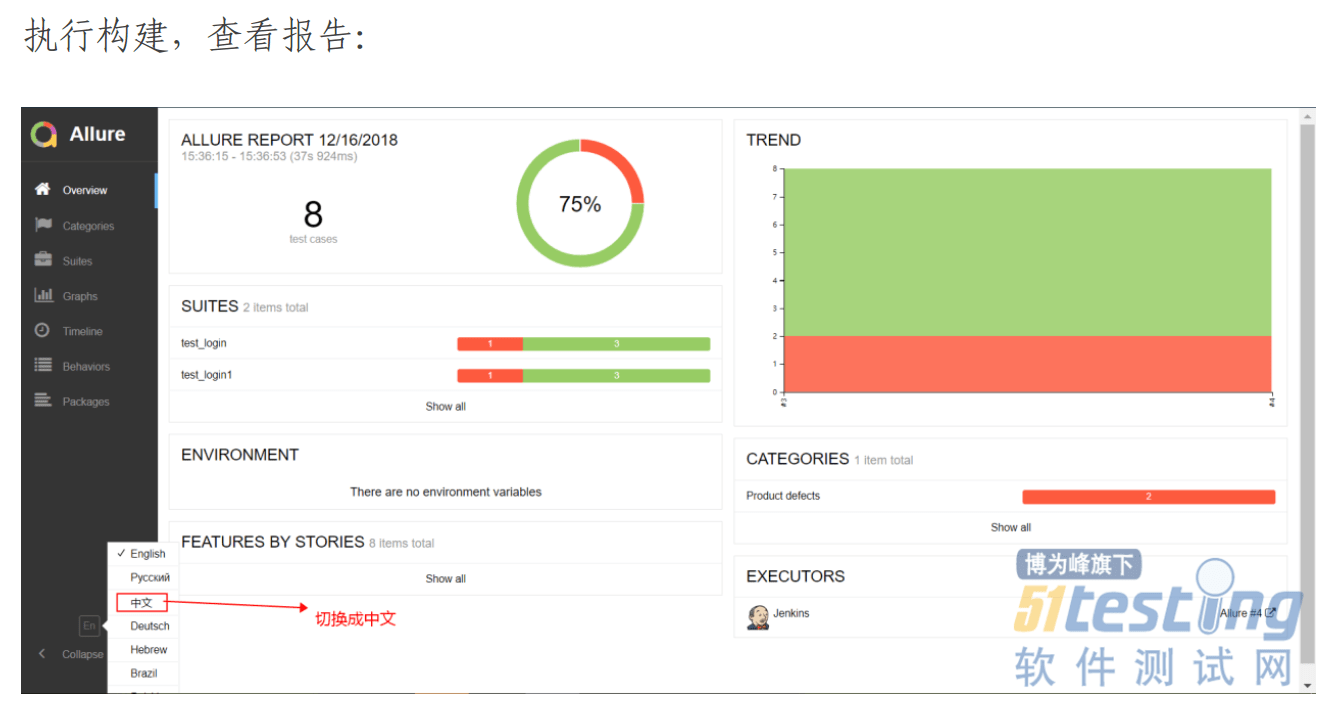 执行构建，查看报告：
Allure
Overview
Categories
Suites
Graphs
Timeline
Behaviors
Packages
En
Collapse
✓ English
Русский
中文
Deutsch
Hebrew
Brazil
切换成中文
ALLURE REPORT 12/16/2018
15:36:15 - 15:36:53 (37s 924ms)
8
test cases
75%
SUITES 2 items total
test_login 1 3
test_login1 1 3
Show all
ENVIRONMENT
There are no environment variables
FEATURES BY STORIES 8 items total
Show all
TREND
8
7
6
5
4
3
2
1
0
#3 #4
CATEGORIES 1 item total
Product defects 2
Show all
EXECUTORS
Jenkins Allure #4
博为峰旗下
51testing
软件测试网